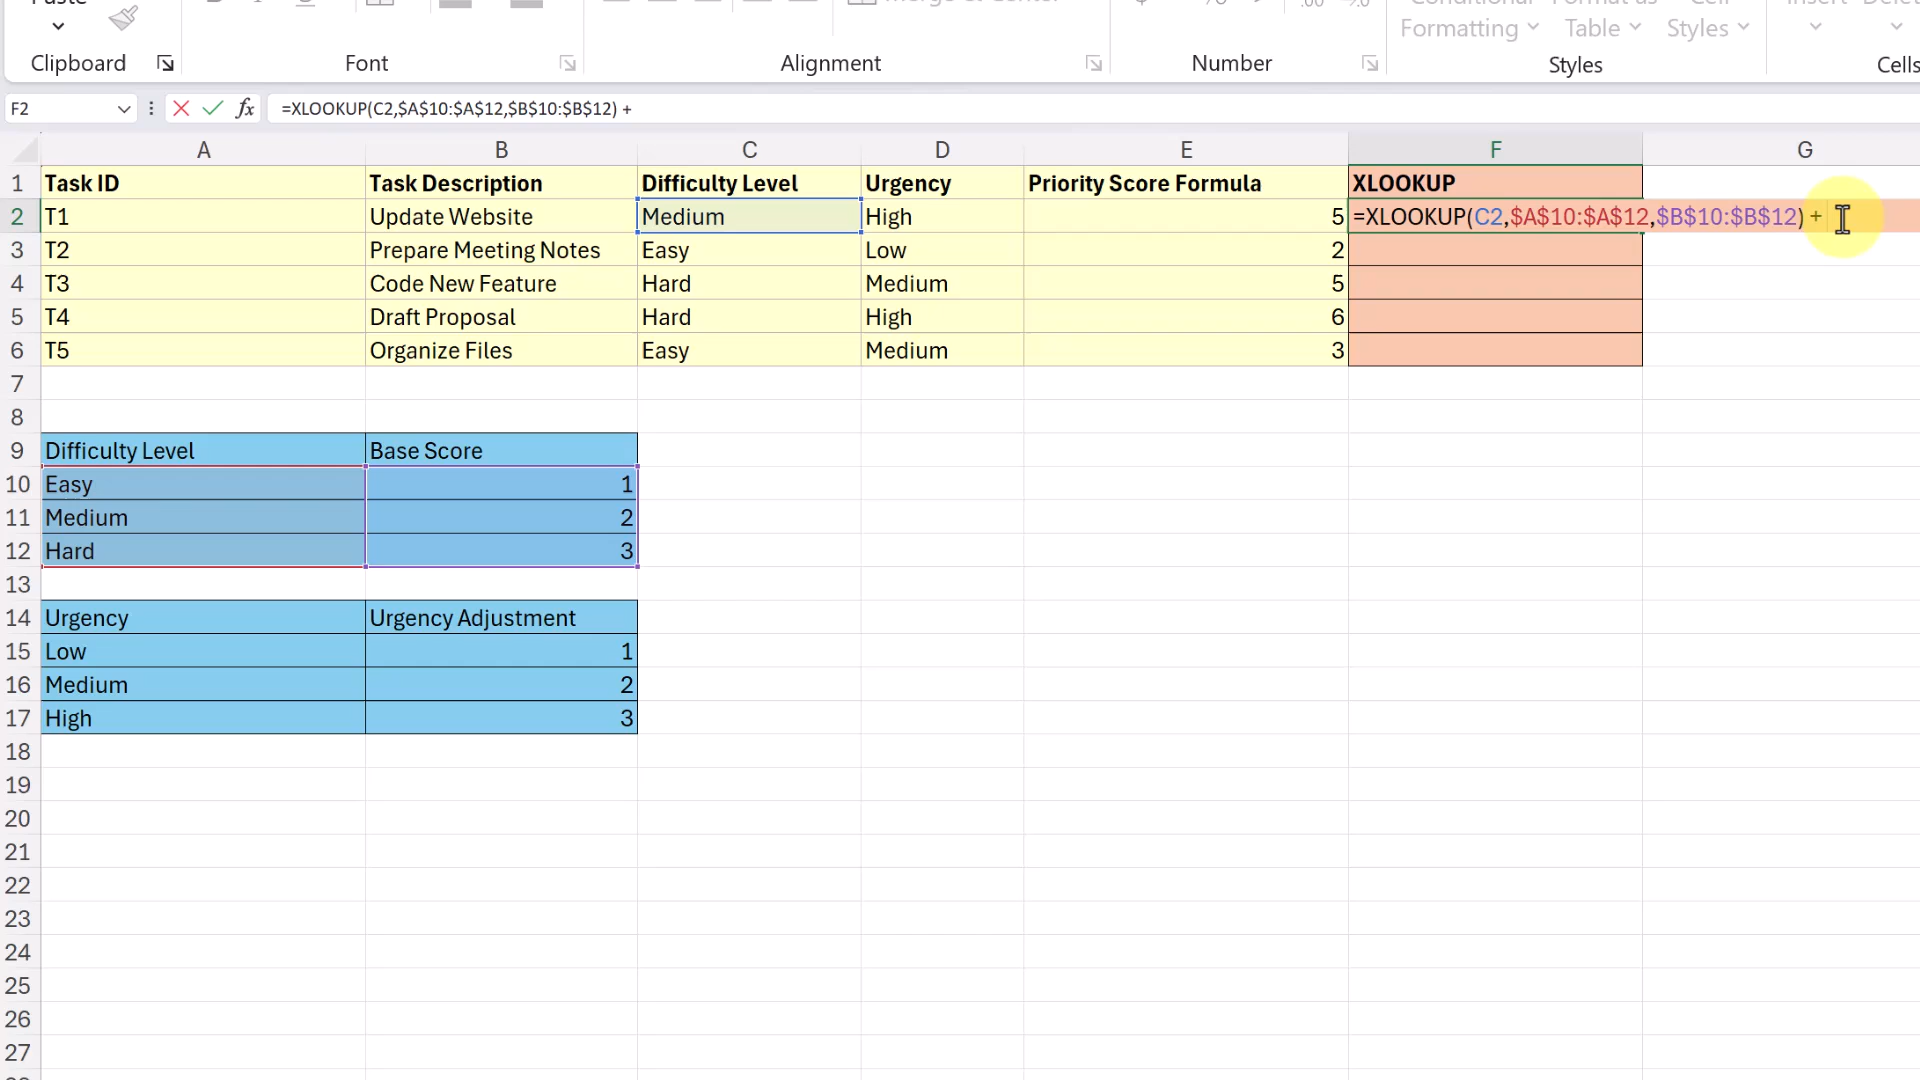 Clipboard
Font
Alignment
Number
Formatting
Table
Styles
Styles
Cells
F2
fx
=XLOOKUP(C2,$A$10:$A$12,$B$10:$B$12) +
A B C D E F G
1 Task ID Task Description Difficulty Level Urgency Priority Score Formula XLOOKUP
2 T1 Update Website Medium High 5 =XLOOKUP(C2,$A$10:$A$12,$B$10:$B$12) +
3 T2 Prepare Meeting Notes Easy Low 2
4 T3 Code New Feature Hard Medium 5
5 T4 Draft Proposal Hard High 6
6 T5 Organize Files Easy Medium 3
7
8
9 Difficulty Level Base Score
10 Easy 1
11 Medium 2
12 Hard 3
13
14 Urgency Urgency Adjustment
15 Low 1
16 Medium 2
17 High 3
18
19
20
21
22
23
24
25
26
27